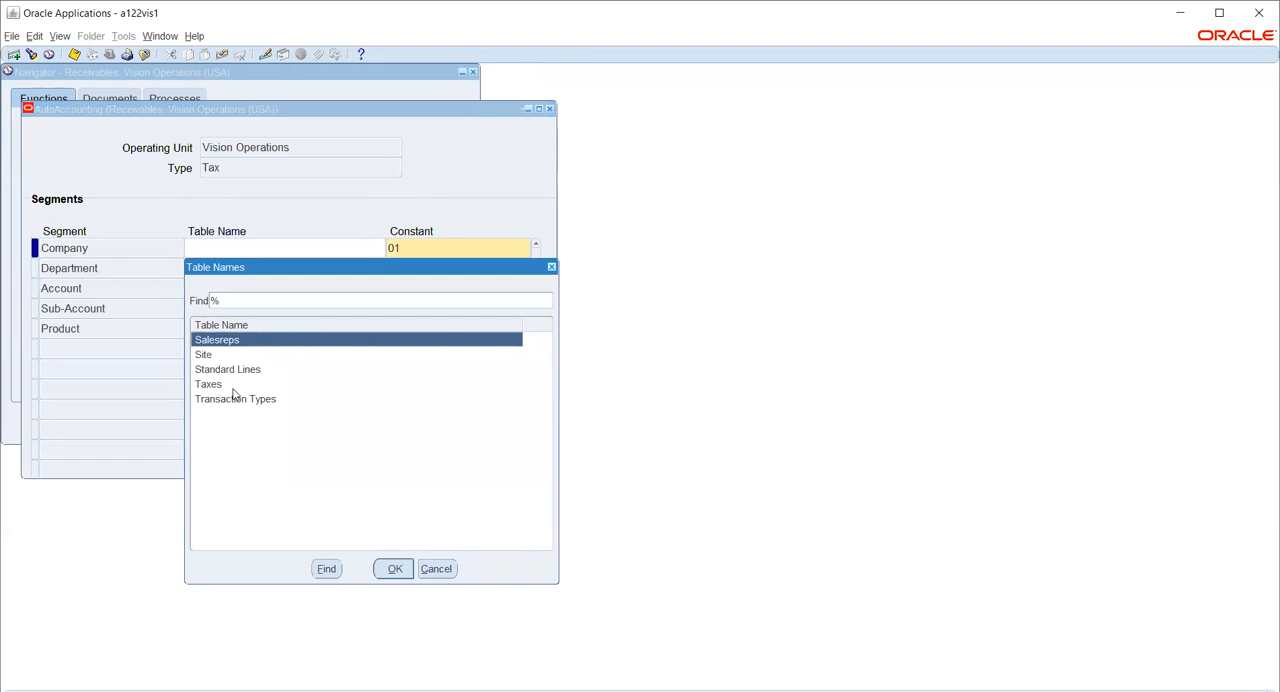 Oracle Applications - a122vis1
File Edit View Folder Tools Window Help
ORACLE
Navigator - Receivables, Vision Operations (USA)
Functions Documents Processes
AutoAccounting (Receivables, Vision Operations (USA))
Operating Unit Vision Operations
Type Tax
Segments
Segment Table Name Constant
Company 01
Department
Account
Sub-Account
Product
Table Names
Find %
Table Name
Salesreps
Site
Standard Lines
Taxes
Transaction Types
Find OK Cancel